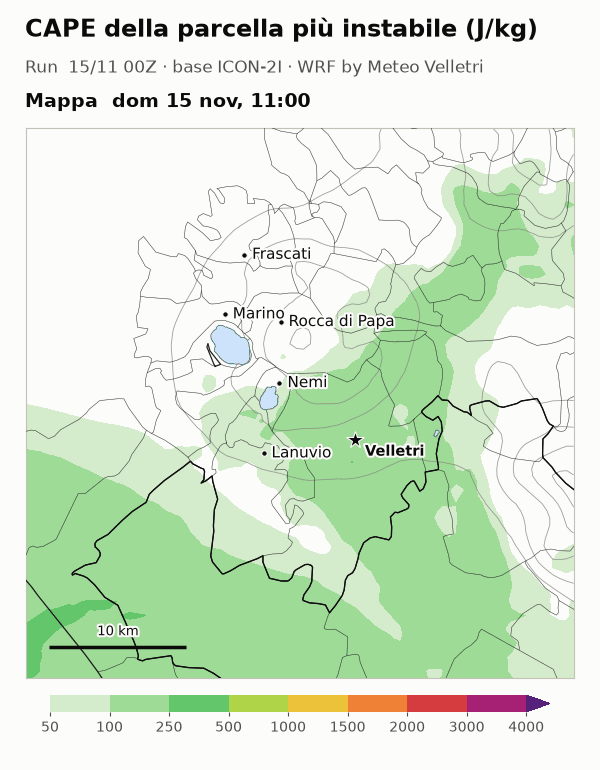 CAPE della parcella più instabile (J/kg)
Run  15/11 00Z · base ICON-2I · WRF by Meteo Velletri
Mappa  dom 15 nov, 11:00
Frascati
Marino
Rocca di Papa
Nemi
Velletri
Lanuvio
10 km
50 100 250 500 1000 1500 2000 3000 4000